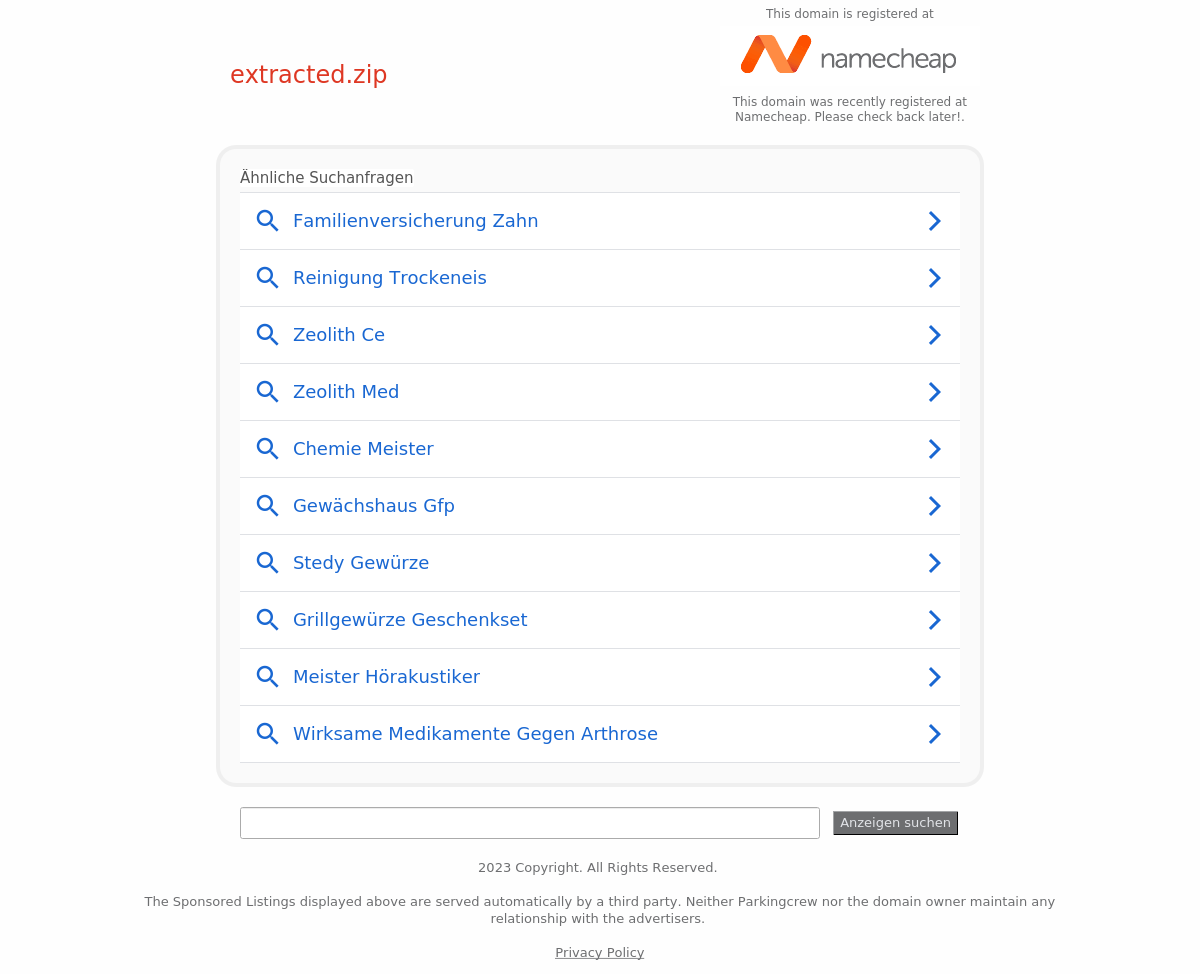 This domain is registered at
namecheap
extracted.zip
This domain was recently registered at
Namecheap. Please check back later!.
Ähnliche Suchanfragen
Familienversicherung Zahn
Reinigung Trockeneis
Zeolith Ce
Zeolith Med
Chemie Meister
Gewächshaus Gfp
Stedy Gewürze
Grillgewürze Geschenkset
Meister Hörakustiker
Wirksame Medikamente Gegen Arthrose
Anzeigen suchen
2023 Copyright. All Rights Reserved.
The Sponsored Listings displayed above are served automatically by a third party. Neither Parkingcrew nor the domain owner maintain any
relationship with the advertisers.
Privacy Policy